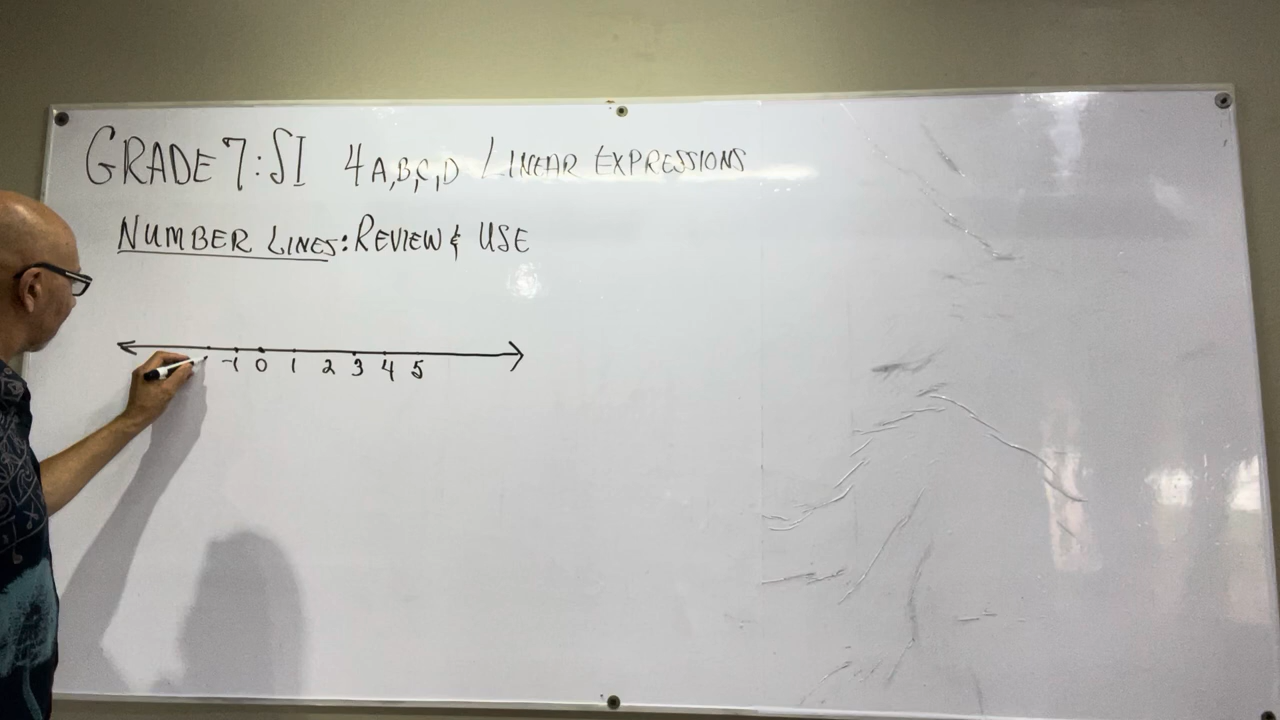 GRADE 7: SI 4A,B,C,D LINEAR EXPRESSIONS
NUMBER LINES: REVIEW & USE
-1 0 1 2 3 4 5